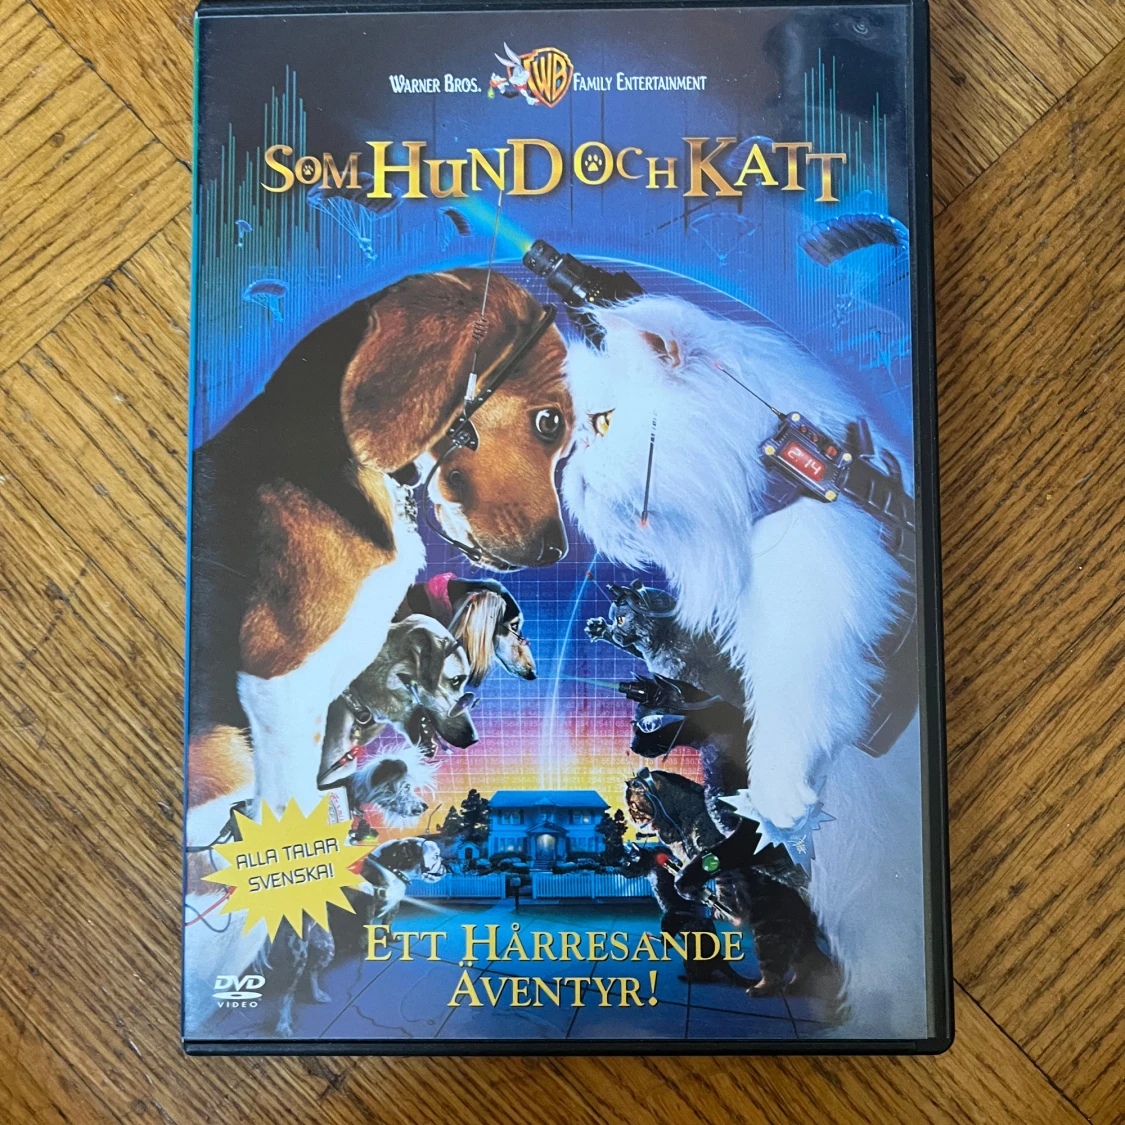 WARNER BROS. WB FAMILY ENTERTAINMENT
SOM HUND OCH KATT
2:14
ALLA TALAR
SVENSKA!
ETT HÅRRESANDE
ÄVENTYR!
DVD
VIDEO